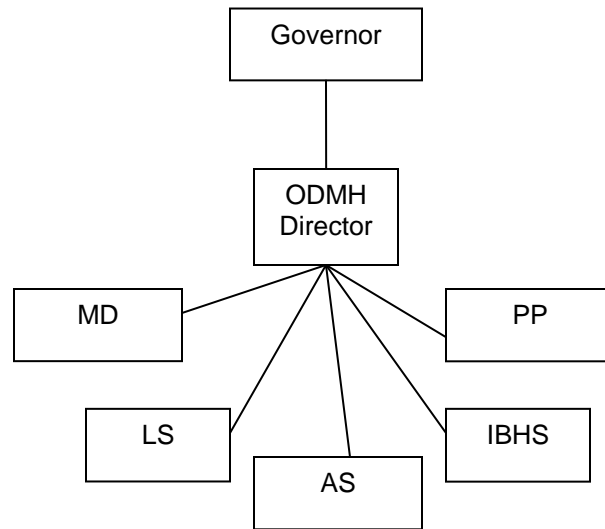 Governor
ODMH
Director
MD
PP
LS
IBHS
AS